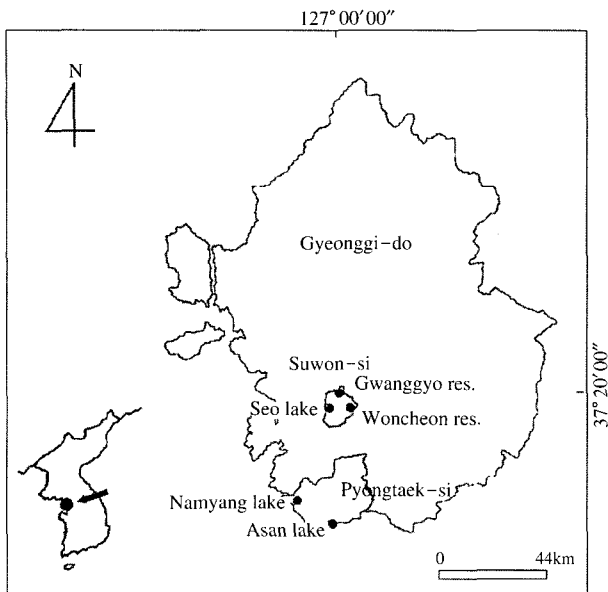 127° 00′ 00″
N
Gyeonggi-do
Suwon-si
Gwanggyo res.
Seo lake
Woncheon res.
37° 20′ 00″
Namyang lake
Pyongtaek-si
Asan lake
0 44km